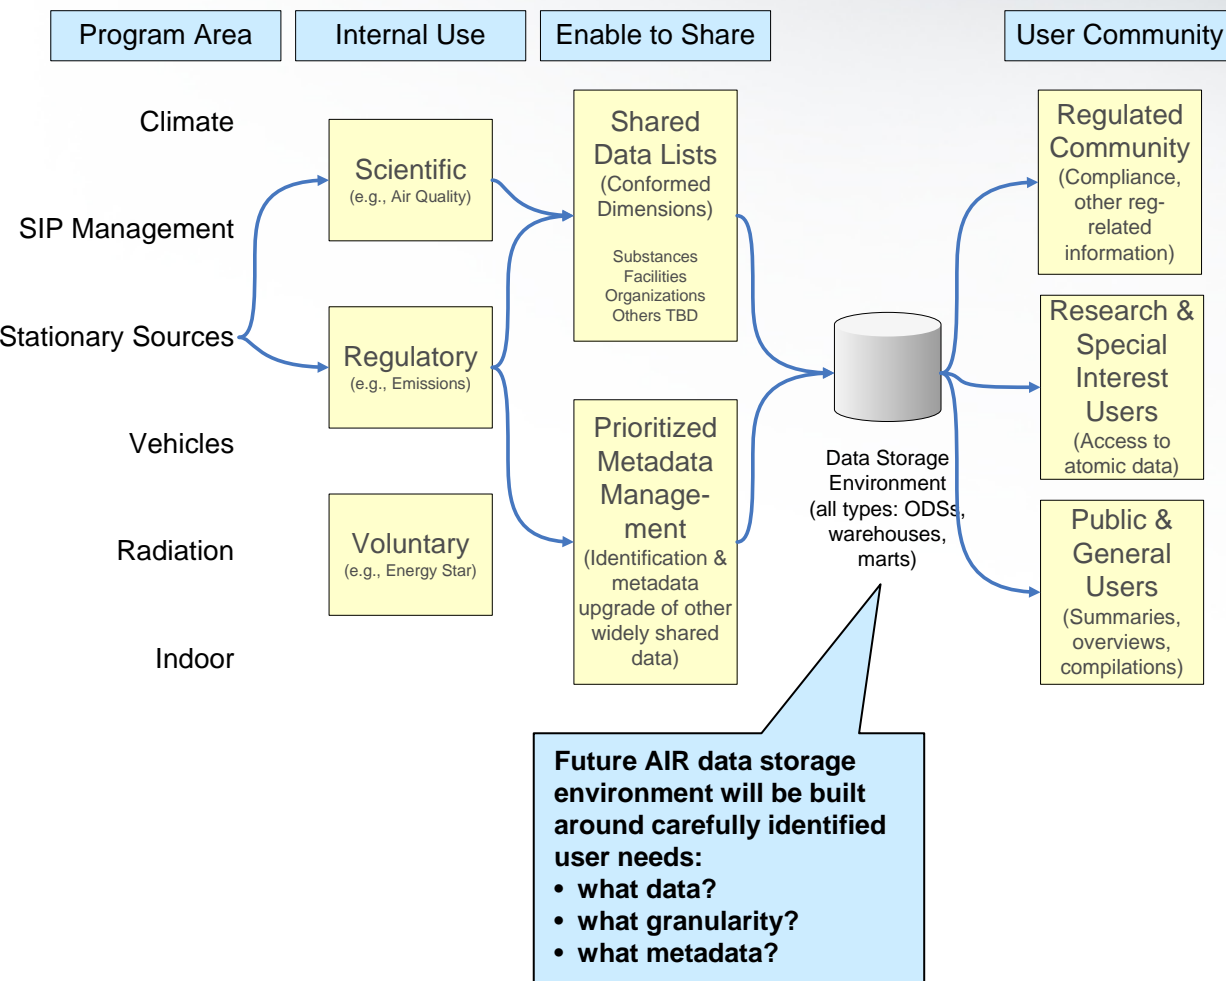 Program Area
Internal Use
Enable to Share
User Community
Climate
SIP Management
Stationary Sources
Vehicles
Radiation
Indoor
Scientific
(e.g., Air Quality)
Regulatory
(e.g., Emissions)
Voluntary
(e.g., Energy Star)
Shared
Data Lists
(Conformed
Dimensions)
Substances
Facilities
Organizations
Others TBD
Prioritized
Metadata
Manage-
ment
(Identification &
metadata
upgrade of other
widely shared
data)
Data Storage
Environment
(all types: ODSs,
warehouses,
marts)
Regulated
Community
(Compliance,
other reg-
related
information)
Research &
Special
Interest
Users
(Access to
atomic data)
Public &
General
Users
(Summaries,
overviews,
compilations)
Future AIR data storage
environment will be built
around carefully identified
user needs:
• what data?
• what granularity?
• what metadata?